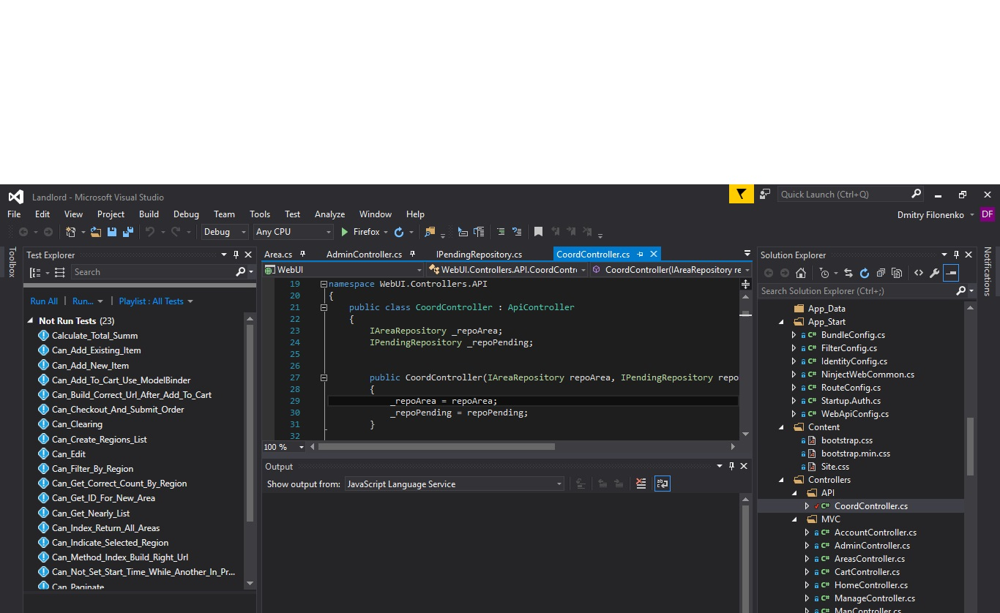 Landlord - Microsoft Visual Studio
Quick Launch (Ctrl+Q)
File Edit View Project Build Debug Team Tools Test Analyze Window Help
Dmitry Filonenko DF
Debug Any CPU Firefox
Toolbox
Test Explorer
Search
Run All | Run... | Playlist : All Tests
Not Run Tests (23)
Calculate_Total_Summ
Can_Add_Existing_Item
Can_Add_New_Item
Can_Add_To_Cart_Use_ModelBinder
Can_Build_Correct_Url_After_Add_To_Cart
Can_Checkout_And_Submit_Order
Can_Clearing
Can_Create_Regions_List
Can_Edit
Can_Filter_By_Region
Can_Get_Correct_Count_By_Region
Can_Get_ID_For_New_Area
Can_Get_Nearly_List
Can_Index_Return_All_Areas
Can_Indicate_Selected_Region
Can_Method_Index_Build_Right_Url
Can_Not_Set_Start_Time_While_Another_In_Pr...
Can_Paginate
Area.cs AdminController.cs IPendingRepository.cs CoordController.cs
WebUI WebUI.Controllers.API.CoordContr CoordController(IAreaRepository re
19 namespace WebUI.Controllers.API
20 {
21 public class CoordController : ApiController
22 {
23 IAreaRepository _repoArea;
24 IPendingRepository _repoPending;
25
26
27 public CoordController(IAreaRepository repoArea, IPendingRepository repo
28 {
29 _repoArea = repoArea;
30 _repoPending = repoPending;
31 }
32
100 %
Output
Show output from: JavaScript Language Service
Solution Explorer
Search Solution Explorer (Ctrl+;)
App_Data
App_Start
C# BundleConfig.cs
C# FilterConfig.cs
C# IdentityConfig.cs
C# NinjectWebCommon.cs
C# RouteConfig.cs
C# Startup.Auth.cs
C# WebApiConfig.cs
Content
bootstrap.css
bootstrap.min.css
Site.css
Controllers
API
C# CoordController.cs
MVC
C# AccountController.cs
C# AdminController.cs
C# AreasController.cs
C# CartController.cs
C# HomeController.cs
C# ManageController.cs
C# MapController.cs
Notifications